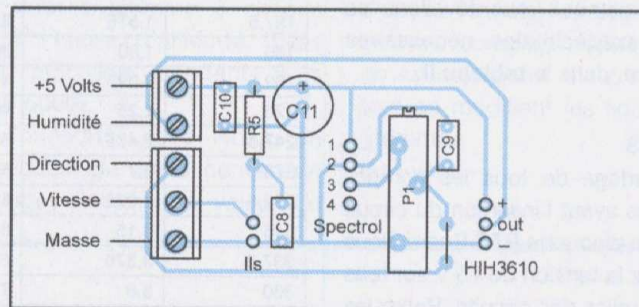 +5 Volts
Humidité
Direction
Vitesse
Masse
C10
R5
+
C11
1
2
3
4
Spectrol
C8
Ils
P1
M
C9
+
out
-
HIH3610